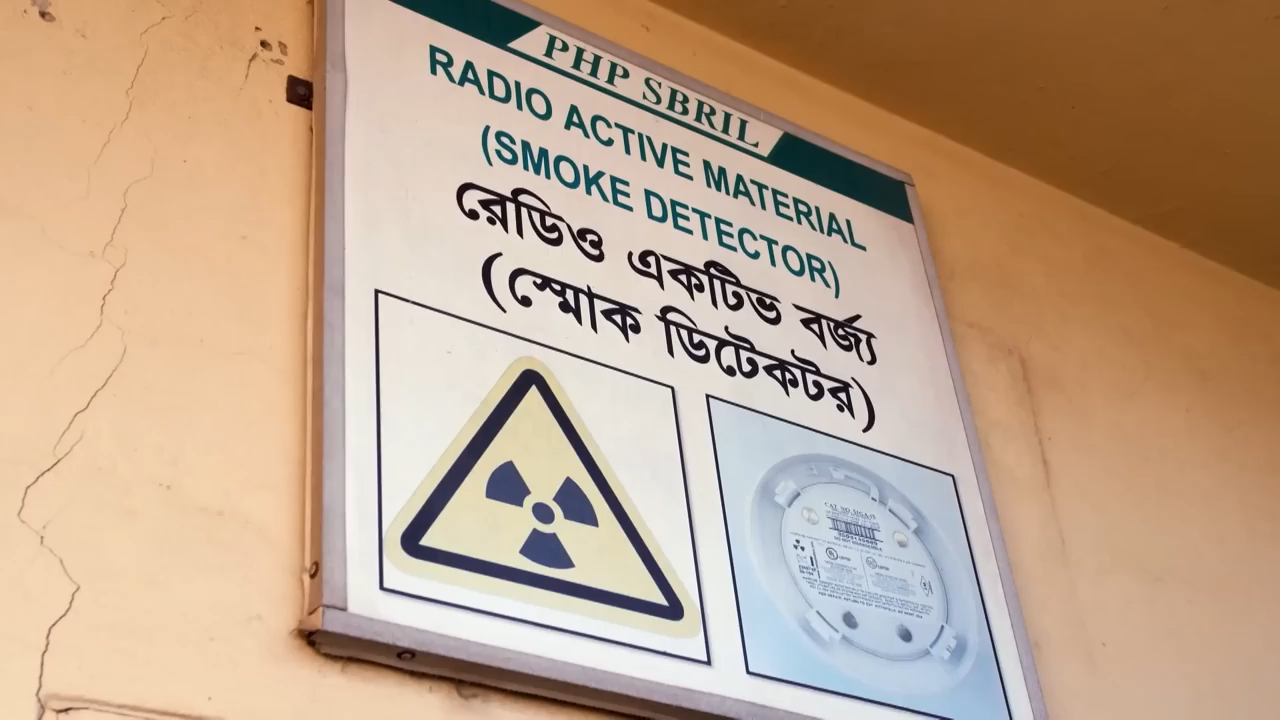 PHP SBRIL
RADIO ACTIVE MATERIAL
(SMOKE DETECTOR)
রেডিও একটিভ বর্জ্য
(স্মোক ডিটেকটর)